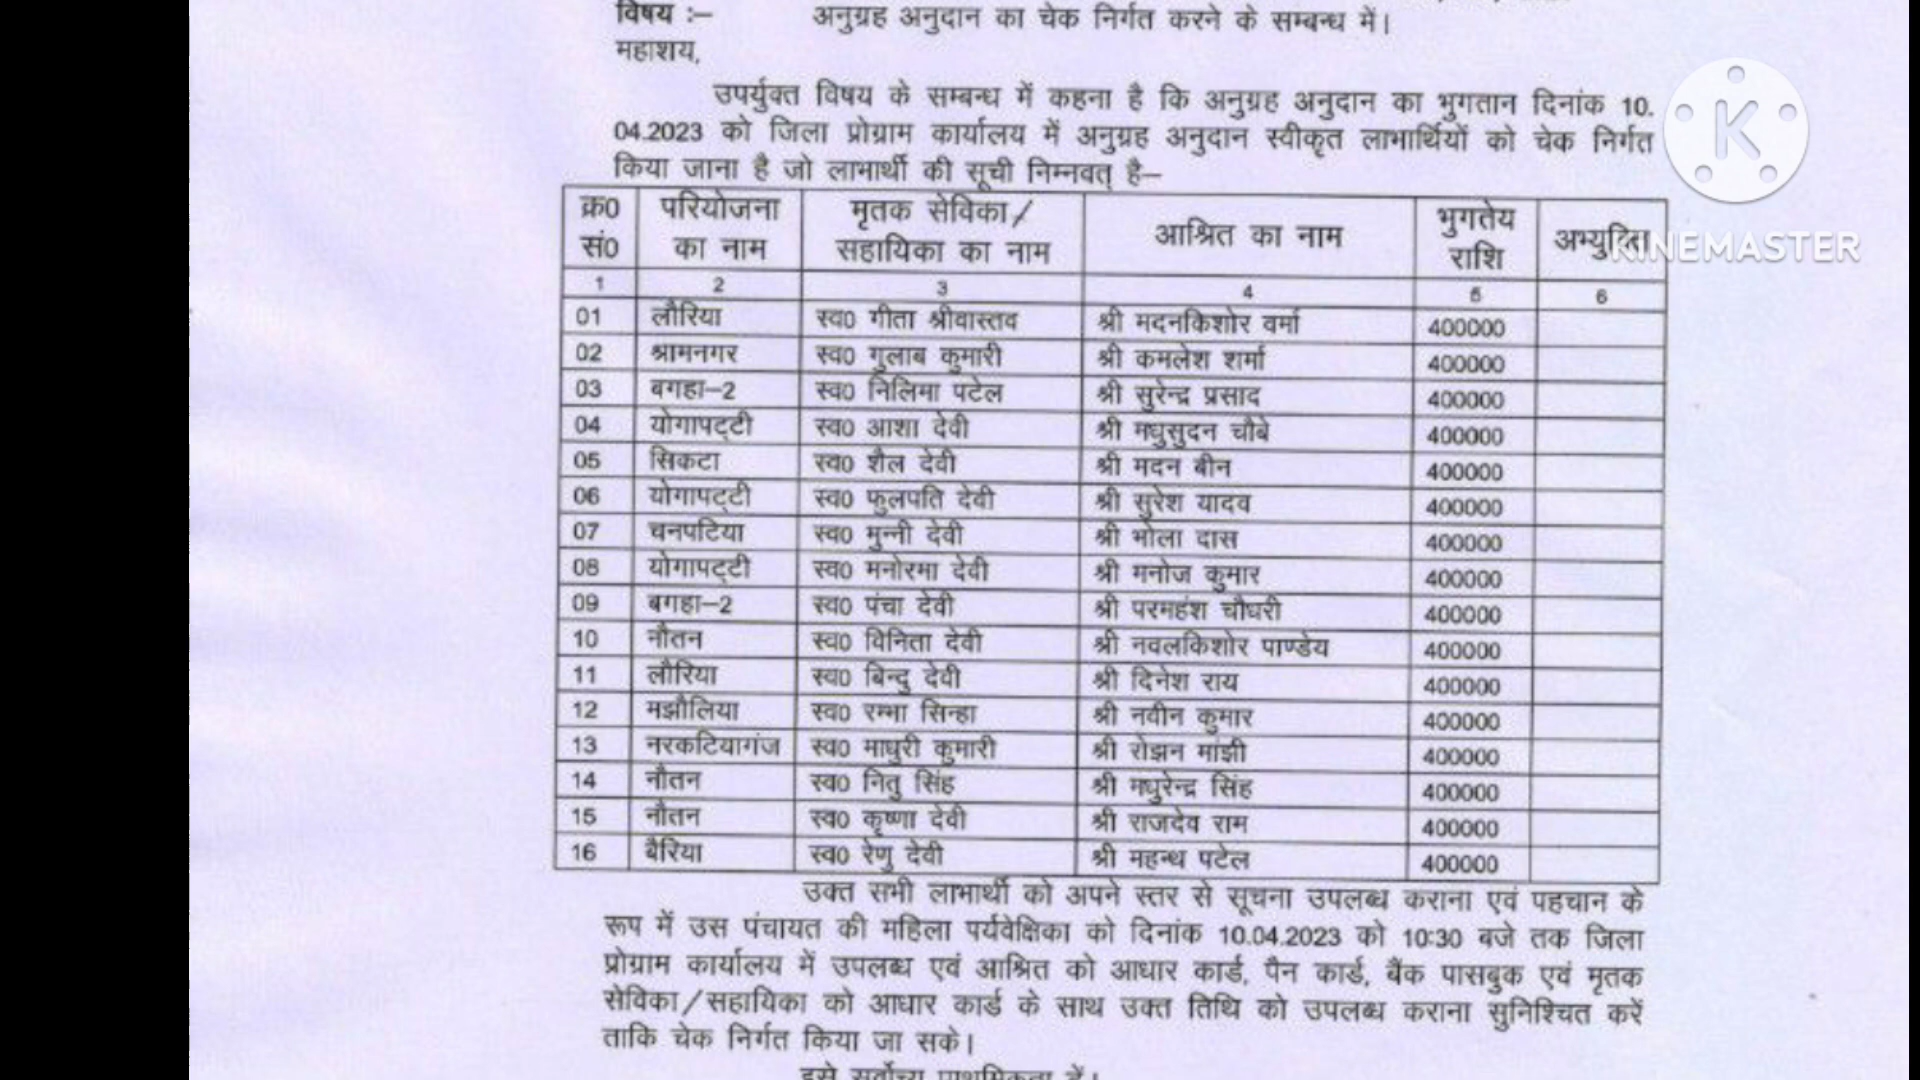 विषय :– अनुग्रह अनुदान का चेक निर्गत करने के सम्बन्ध में।
महाशय,
उपर्युक्त विषय के सम्बन्ध में कहना है कि अनुग्रह अनुदान का भुगतान दिनांक 10.
04.2023 को जिला प्रोग्राम कार्यालय में अनुग्रह अनुदान स्वीकृत लाभार्थियों को चेक निर्गत
किया जाना है जो लाभार्थी की सूची निम्नवत् है–
क्र0 सं0 परियोजना का नाम मृतक सेविका/ सहायिका का नाम आश्रित का नाम भुगतेय राशि
1 2 3 4 5 6
01 लौरिया स्व0 गीता श्रीवास्तव श्री मदनकिशोर वर्मा 400000
02 श्रामनगर स्व0 गुलाब कुमारी श्री कमलेश शर्मा 400000
03 बगहा–2 स्व0 निलिमा पटेल श्री सुरेन्द्र प्रसाद 400000
04 योगापट्टी स्व0 आशा देवी श्री मधुसुदन चौबे 400000
05 सिकटा स्व0 शैल देवी श्री मदन बीन 400000
06 योगापट्टी स्व0 फुलपति देवी श्री सुरेश यादव 400000
07 चनपटिया स्व0 मुन्नी देवी श्री भोला दास 400000
08 योगापट्टी स्व0 मनोरमा देवी श्री मनोज कुमार 400000
09 बगहा–2 स्व0 पंचा देवी श्री परमहंश चौधरी 400000
10 नौतन स्व0 विनिता देवी श्री नवलकिशोर पाण्डेय 400000
11 लौरिया स्व0 बिन्दु देवी श्री दिनेश राय 400000
12 मझौलिया स्व0 रम्भा सिन्हा श्री नवीन कुमार 400000
13 नरकटियागंज स्व0 माधुरी कुमारी श्री रोझन मांझी 400000
14 नौतन स्व0 नितु सिंह श्री मधुरेन्द्र सिंह 400000
15 नौतन स्व0 कृष्णा देवी श्री राजदेव राम 400000
16 बैरिया स्व0 रेणु देवी श्री महन्थ पटेल 400000
उक्त सभी लाभार्थी को अपने स्तर से सूचना उपलब्ध कराना एवं पहचान के
रूप में उस पंचायत की महिला पर्यवेक्षिका को दिनांक 10.04.2023 को 10:30 बजे तक जिला
प्रोग्राम कार्यालय में उपलब्ध एवं आश्रित को आधार कार्ड, पैन कार्ड, बैंक पासबुक एवं मृतक
सेविका/सहायिका को आधार कार्ड के साथ उक्त तिथि को उपलब्ध कराना सुनिश्चित करें
ताकि चेक निर्गत किया जा सके।
इसे सर्वोच्च प्राथमिकता दें।
K
KINEMASTER